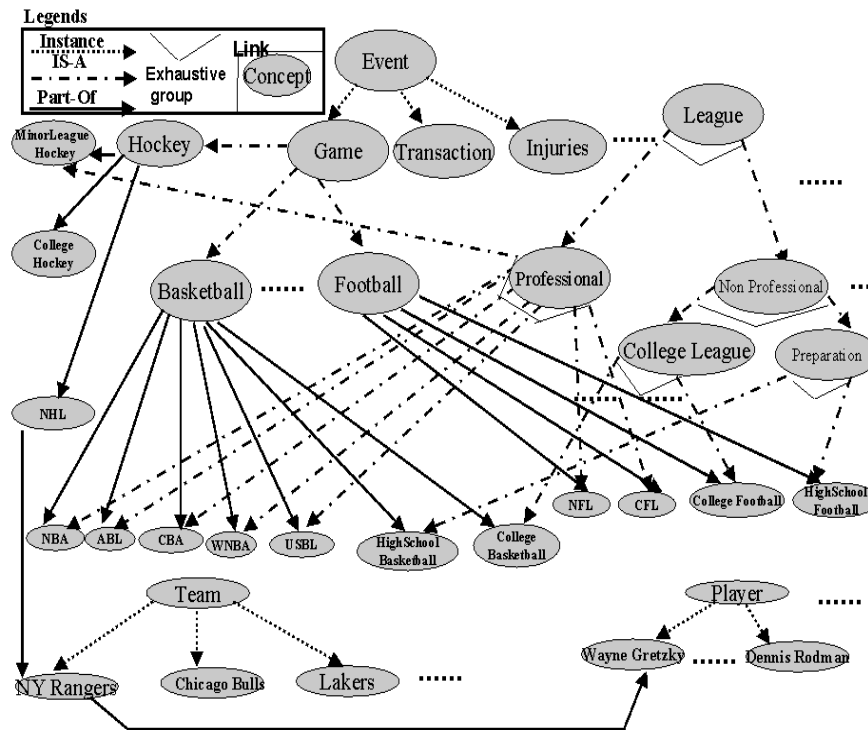 Legends
Instance
IS-A
Part-Of
Exhaustive
group
Link
Concept
Event
League
MinorLeague
Hockey
Hockey
Game
Transaction
Injuries
College
Hockey
Basketball
Football
Professional
Non Professional
College League
Preparation
NHL
NBA
ABL
CBA
WNBA
USBL
HighSchool
Basketball
College
Basketball
NFL
CFL
College Football
HighSchool
Football
Team
Player
NY Rangers
Chicago Bulls
Lakers
Wayne Gretzky
Dennis Rodman